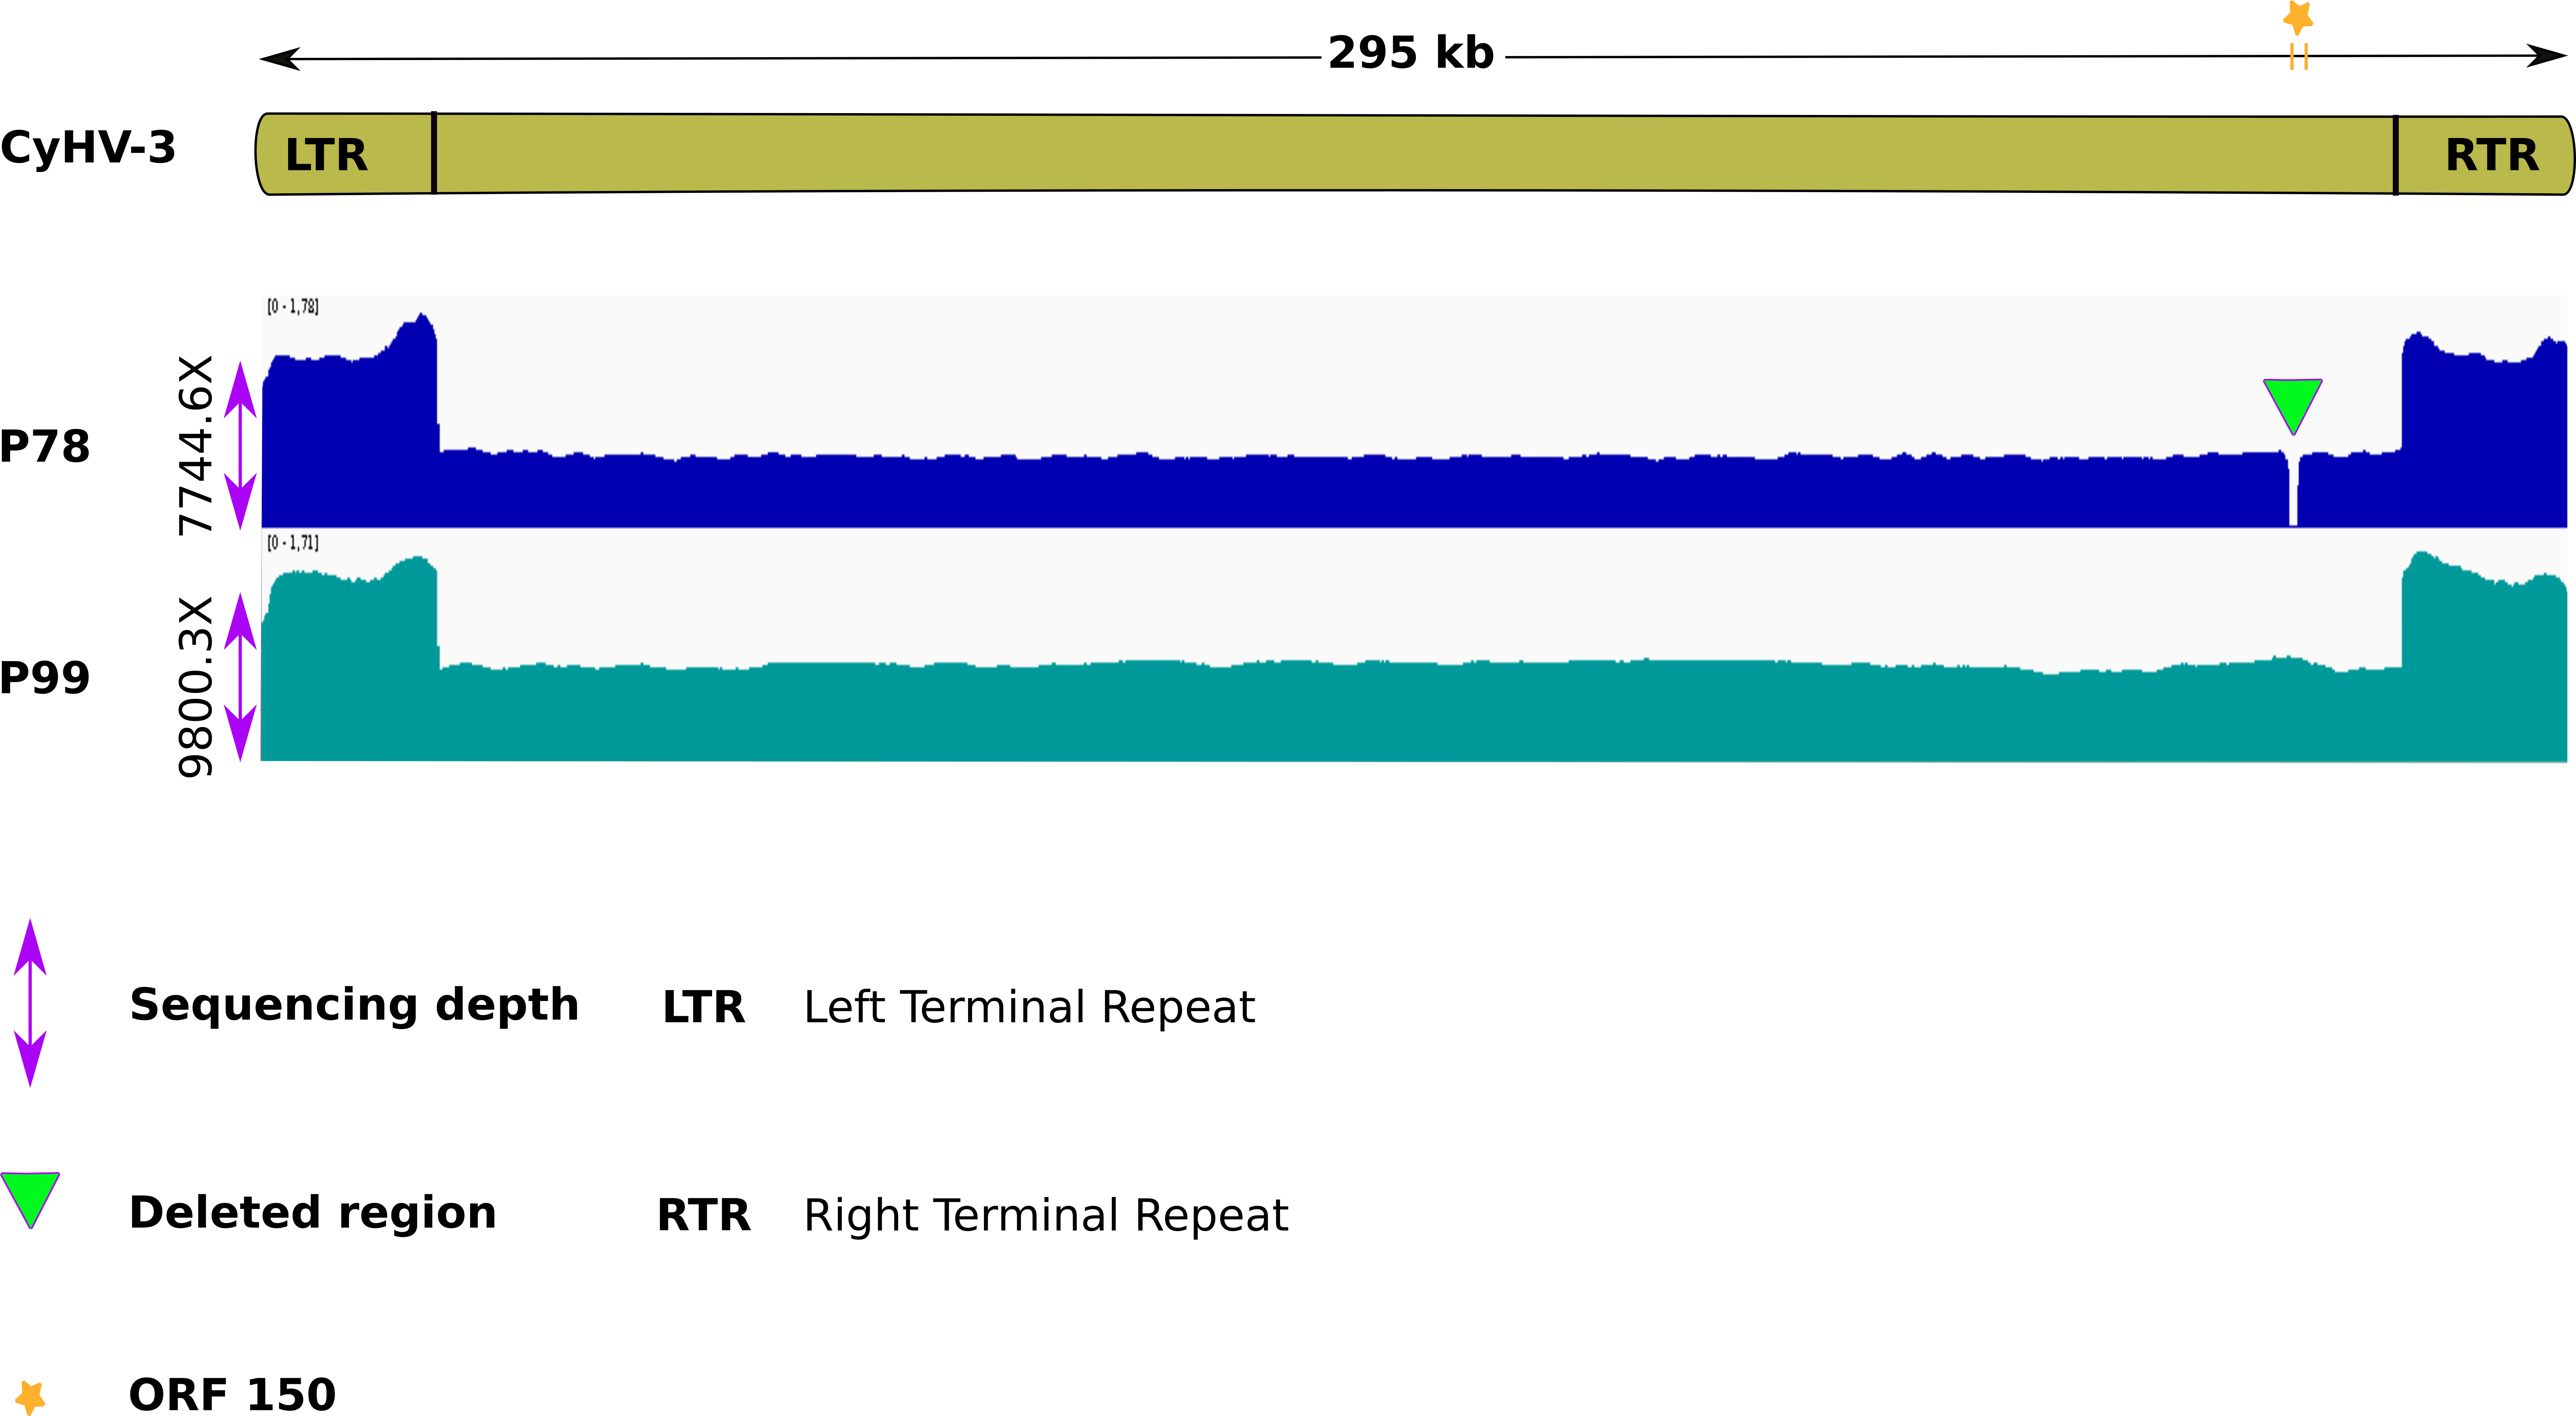 295 kb
CyHV-3
LTR
RTR
[0 - 1,78]
P78
7744.6X
[0 - 1,71]
P99
9800.3X
Sequencing depth
LTR Left Terminal Repeat
Deleted region
RTR Right Terminal Repeat
ORF 150